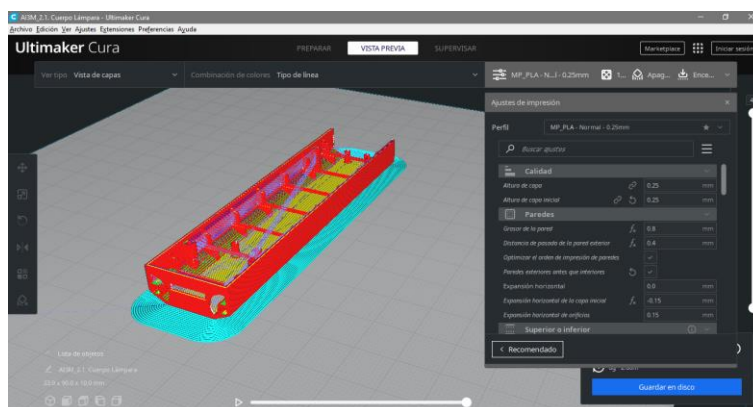 AI3M_2.1. Cuerpo Lámpara - Ultimaker Cura
Archivo Edición Ver Ajustes Extensiones Preferencias Ayuda
Ultimaker Cura
PREPARAR VISTA PREVIA SUPERVISAR
Marketplace Iniciar sesión
Ver tipo Vista de capas Combinación de colores Tipo de línea
MP_PLA - N...l - 0.25mm 1... Apag... Ence...
Ajustes de impresión
Perfil MP_PLA - Normal - 0.25mm
Buscar ajustes
Calidad
Altura de capa 0.25 mm
Altura de capa inicial 0.25 mm
Paredes
Grosor de la pared 0.8 mm
Distancia de pasada de la pared exterior 0.4 mm
Optimizar el orden de impresión de paredes
Paredes exteriores antes que interiores
Expansión horizontal 0.0 mm
Expansión horizontal de la capa inicial -0.15 mm
Expansión horizontal de orificios 0.15 mm
Superior o inferior
Recomendado
Lista de objetos
AI3M_2.1. Cuerpo Lámpara
Guardar en disco